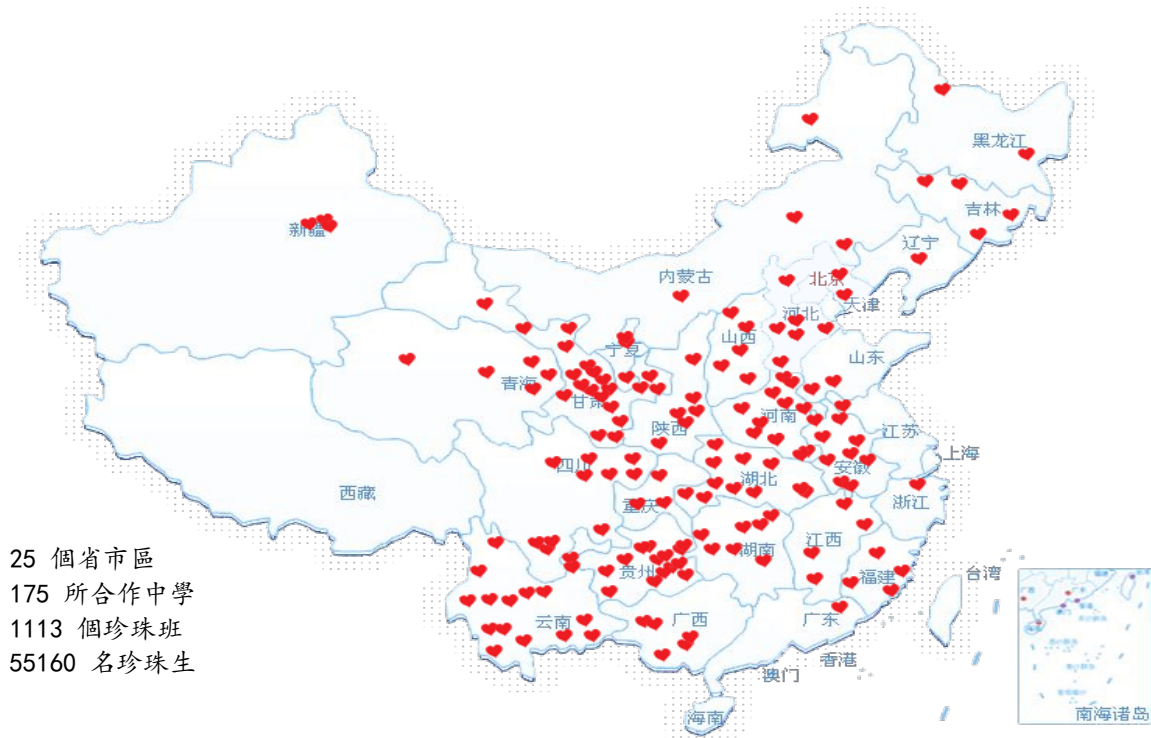 黑龙江
吉林
辽宁
新疆
内蒙古
北京
天津
河北
山西
宁夏
山东
青海
甘肃
陕西
河南
江苏
上海
四川
湖北
安徽
浙江
西藏
重庆
湖南
江西
贵州
福建
台湾
云南
广西
广东
香港
澳门
海南
南海诸岛
25 個省市區
175 所合作中學
1113 個珍珠班
55160 名珍珠生